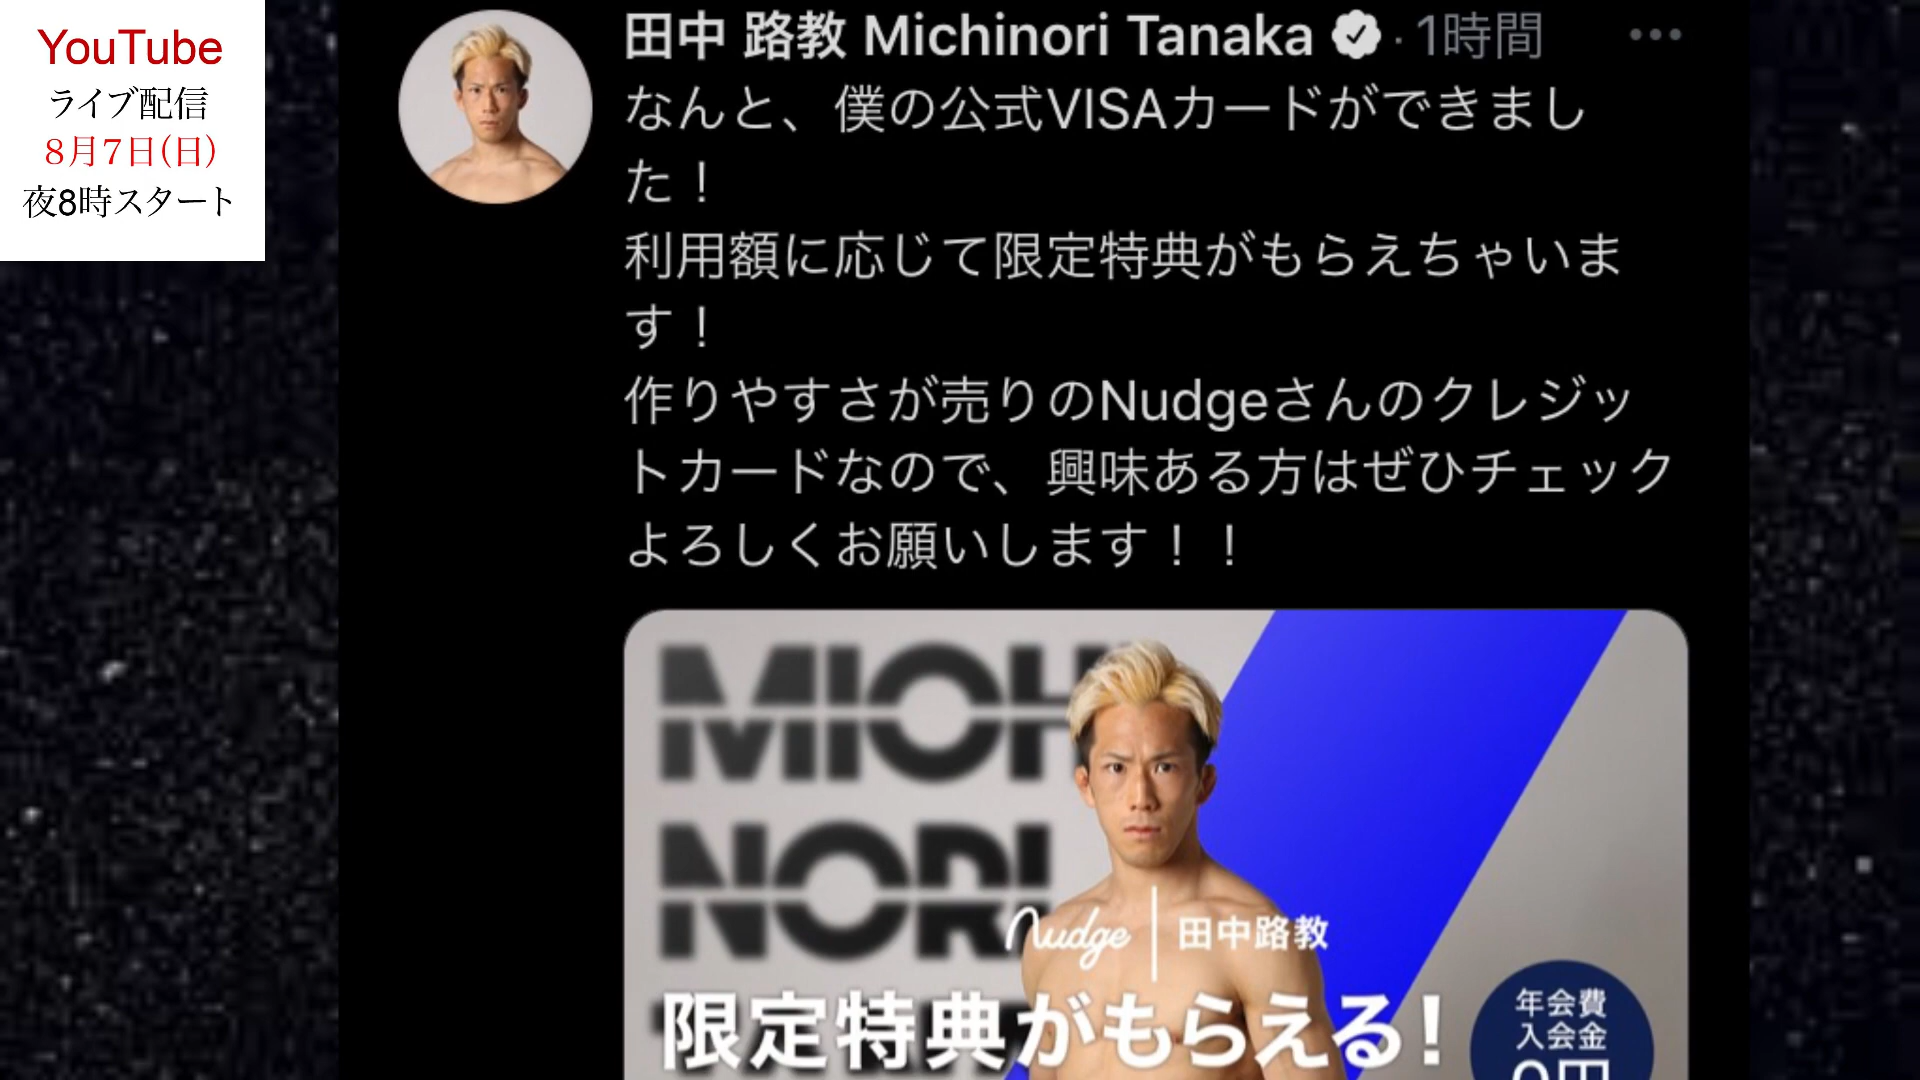 YouTube
ライブ配信
8月7日(日)
夜8時スタート
田中 路教 Michinori Tanaka · 1時間
なんと、僕の公式VISAカードができまし
た！
利用額に応じて限定特典がもらえちゃいま
す！
作りやすさが売りのNudgeさんのクレジッ
トカードなので、興味ある方はぜひチェック
よろしくお願いします！！
MICH
NORI
Nudge | 田中路教
限定特典がもらえる!
年会費
入会金
0円